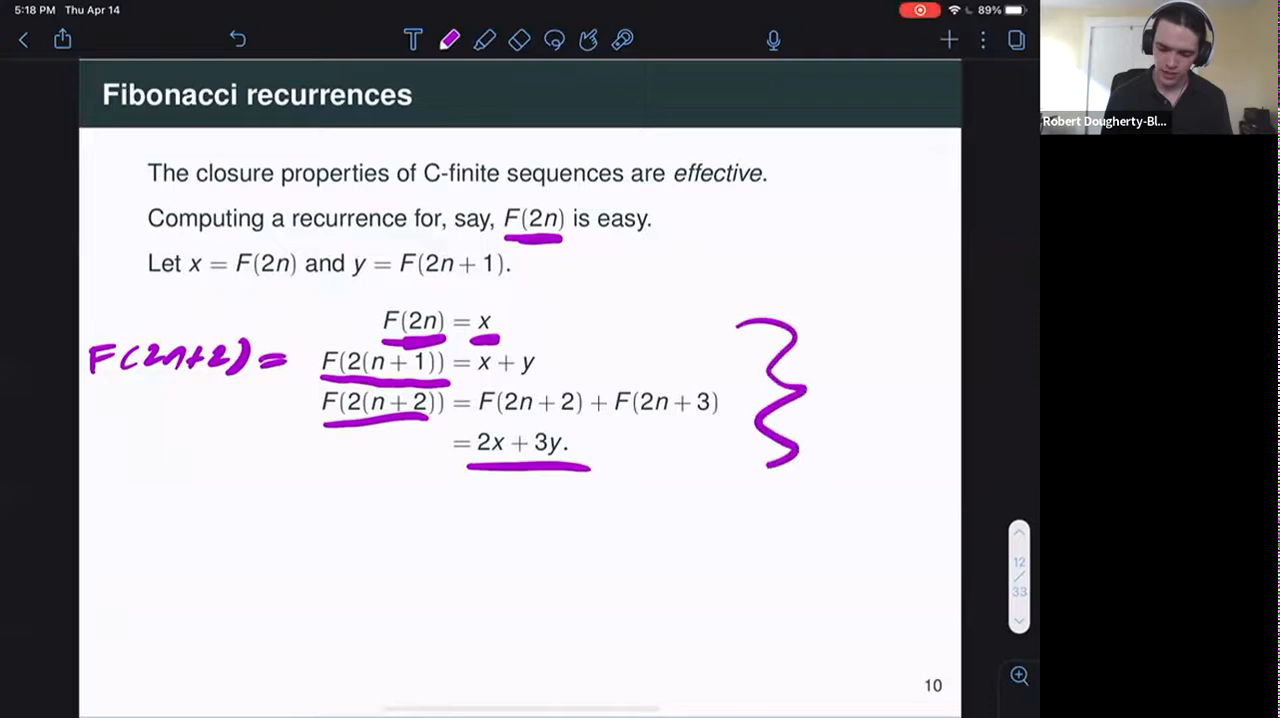 5:18 PM Thu Apr 14
89%
Robert Dougherty-Bl...
Fibonacci recurrences
The closure properties of C-finite sequences are effective.
Computing a recurrence for, say, F(2n) is easy.
Let x = F(2n) and y = F(2n + 1).
F(2n) = x
F(2n+2) =
F(2(n + 1)) = x + y
F(2(n + 2)) = F(2n + 2) + F(2n + 3)
= 2x + 3y.
12
/
33
10